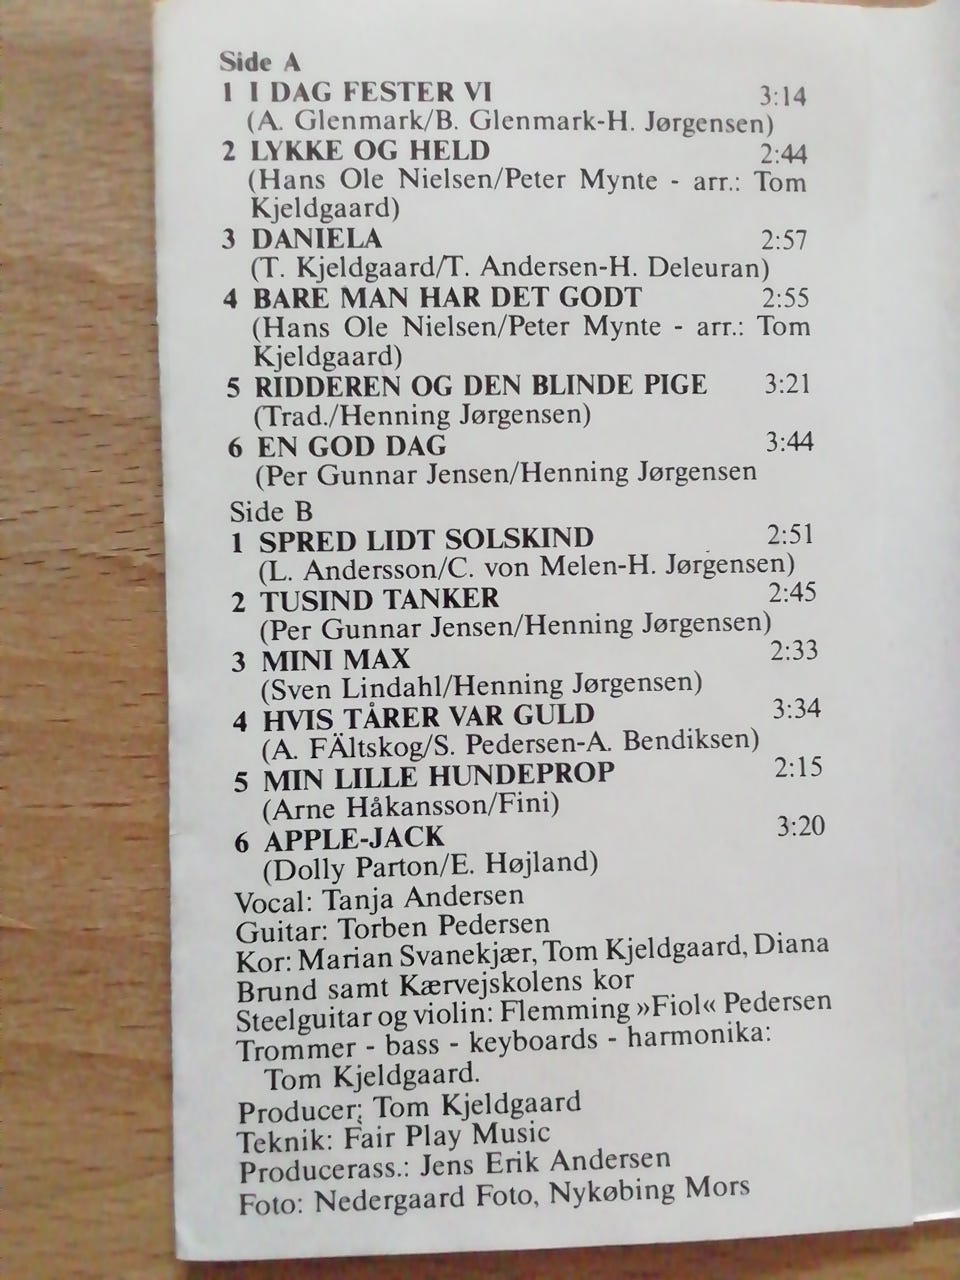 Side A
1 I DAG FESTER VI 3:14
(A. Glenmark/B. Glenmark-H. Jørgensen)
2 LYKKE OG HELD 2:44
(Hans Ole Nielsen/Peter Mynte - arr.: Tom
Kjeldgaard)
3 DANIELA 2:57
(T. Kjeldgaard/T. Andersen-H. Deleuran)
4 BARE MAN HAR DET GODT 2:55
(Hans Ole Nielsen/Peter Mynte - arr.: Tom
Kjeldgaard)
5 RIDDEREN OG DEN BLINDE PIGE 3:21
(Trad./Henning Jørgensen)
6 EN GOD DAG 3:44
(Per Gunnar Jensen/Henning Jørgensen
Side B
1 SPRED LIDT SOLSKIND 2:51
(L. Andersson/C. von Melen-H. Jørgensen)
2 TUSIND TANKER 2:45
(Per Gunnar Jensen/Henning Jørgensen)
3 MINI MAX 2:33
(Sven Lindahl/Henning Jørgensen)
4 HVIS TÅRER VAR GULD 3:34
(A. FÄltskog/S. Pedersen-A. Bendiksen)
5 MIN LILLE HUNDEPROP 2:15
(Arne Håkansson/Fini)
6 APPLE-JACK 3:20
(Dolly Parton/E. Højland)
Vocal: Tanja Andersen
Guitar: Torben Pedersen
Kor: Marian Svanekjær, Tom Kjeldgaard, Diana
Brund samt Kærvejskolens kor
Steelguitar og violin: Flemming »Fiol« Pedersen
Trommer - bass - keyboards - harmonika:
Tom Kjeldgaard.
Producer: Tom Kjeldgaard
Teknik: Fair Play Music
Producerass.: Jens Erik Andersen
Foto: Nedergaard Foto, Nykøbing Mors